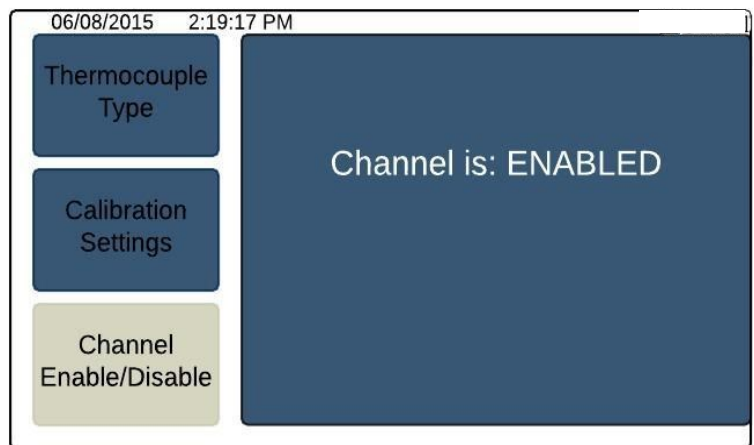 06/08/2015 2:19:17 PM
Thermocouple
Type
Calibration
Settings
Channel
Enable/Disable
Channel is: ENABLED